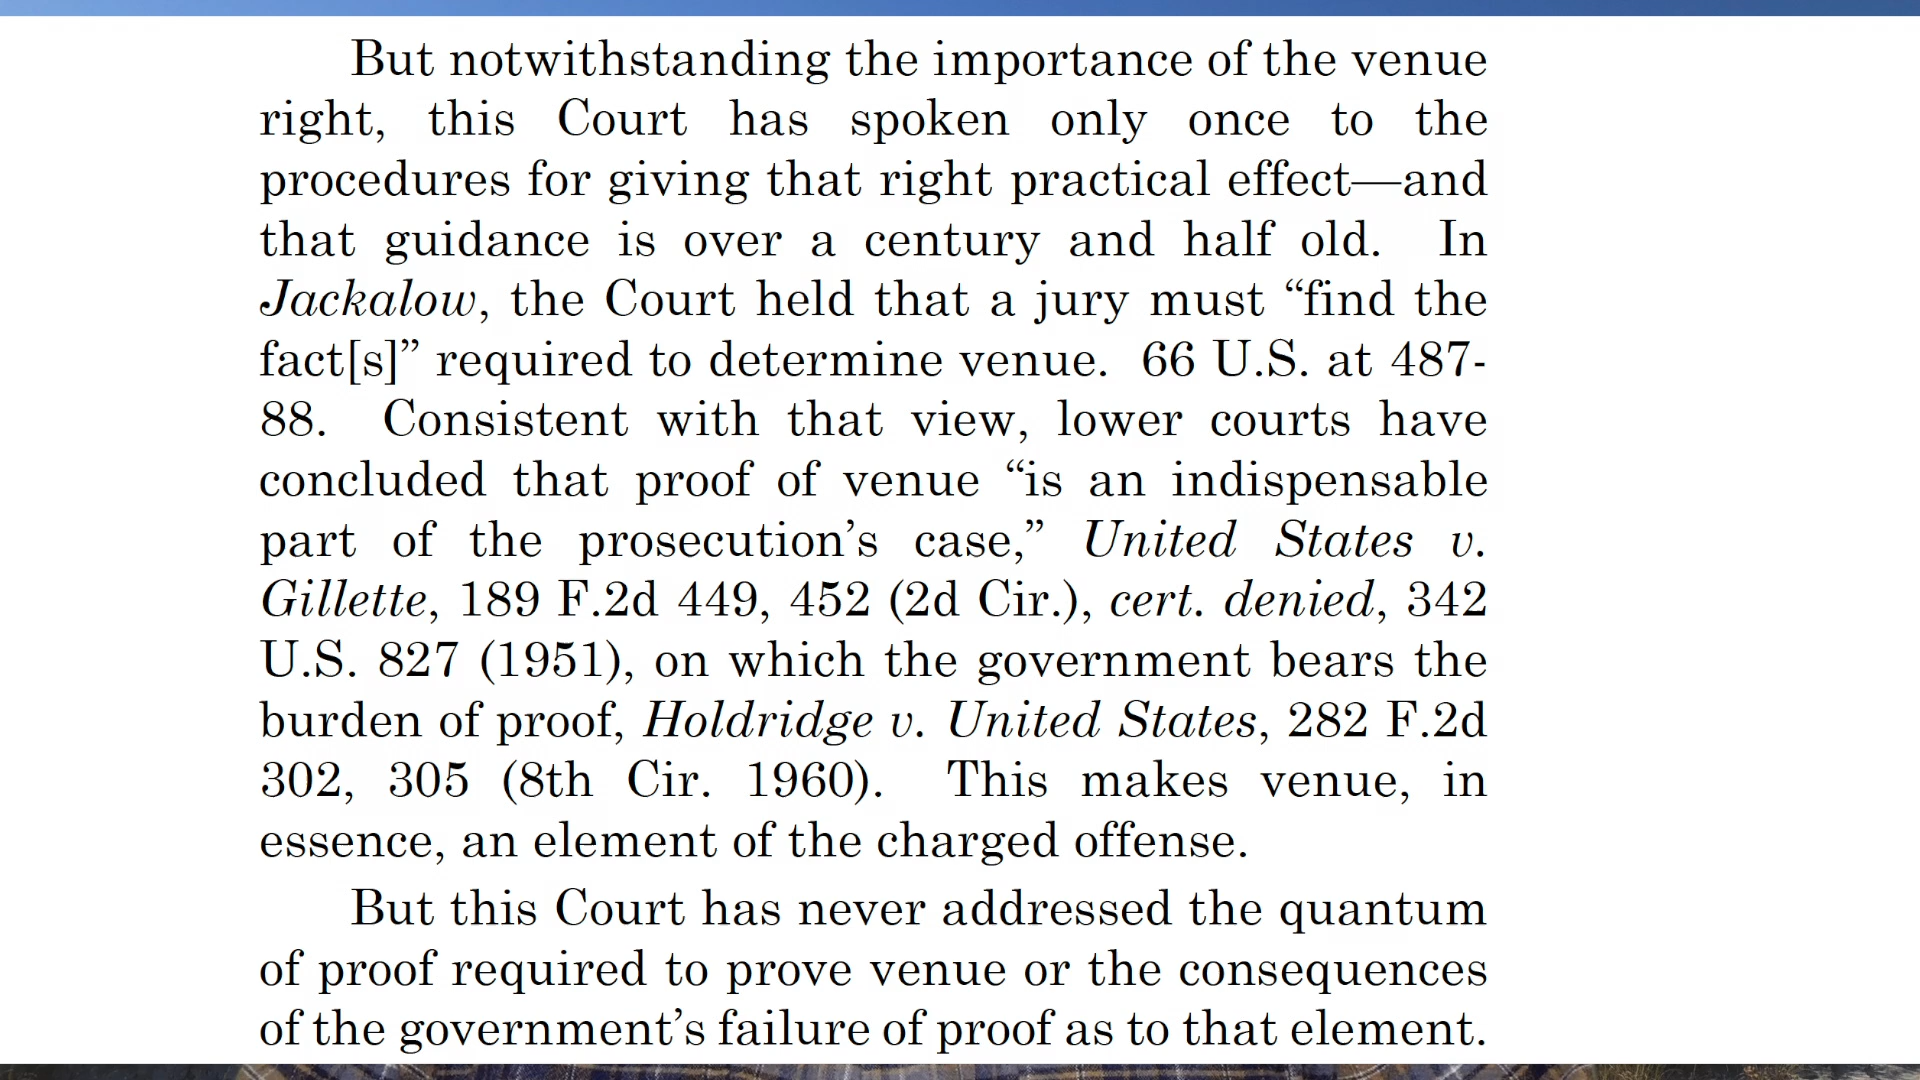 But notwithstanding the importance of the venue
right, this Court has spoken only once to the
procedures for giving that right practical effect—and
that guidance is over a century and half old. In
Jackalow, the Court held that a jury must “find the
fact[s]” required to determine venue. 66 U.S. at 487-
88. Consistent with that view, lower courts have
concluded that proof of venue “is an indispensable
part of the prosecution’s case,” United States v.
Gillette, 189 F.2d 449, 452 (2d Cir.), cert. denied, 342
U.S. 827 (1951), on which the government bears the
burden of proof, Holdridge v. United States, 282 F.2d
302, 305 (8th Cir. 1960). This makes venue, in
essence, an element of the charged offense.
But this Court has never addressed the quantum
of proof required to prove venue or the consequences
of the government’s failure of proof as to that element.